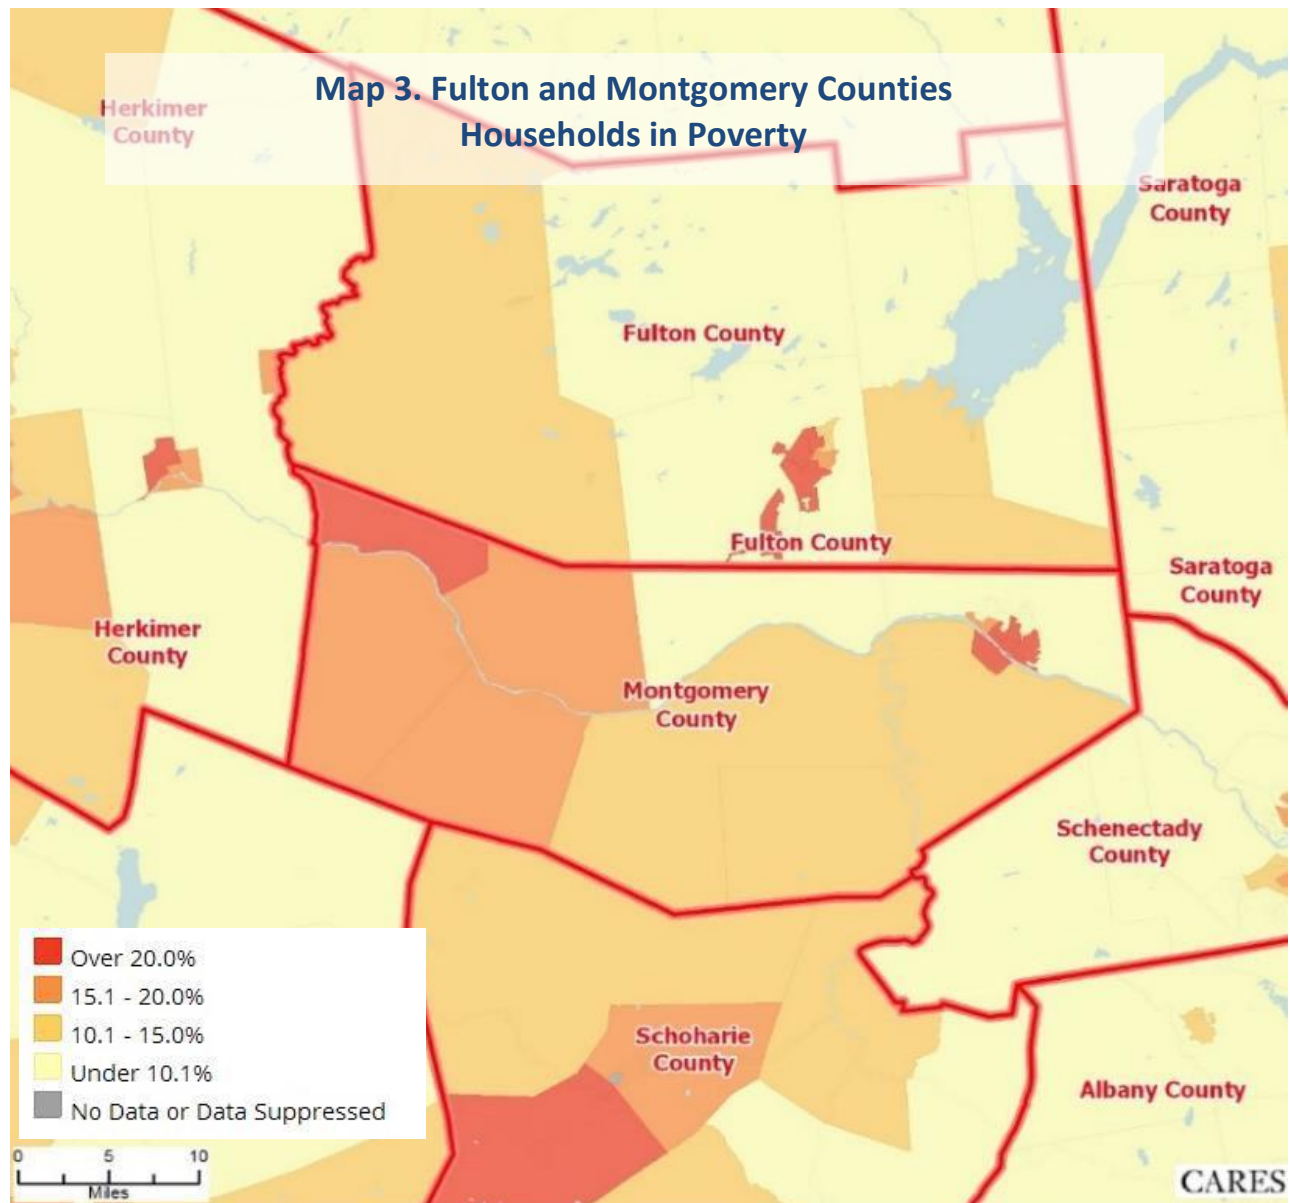 Map 3. Fulton and Montgomery Counties
Households in Poverty
Herkimer
County
Saratoga
County
Fulton County
Fulton County
Saratoga
County
Herkimer
County
Montgomery
County
Schenectady
County
Over 20.0%
15.1 - 20.0%
10.1 - 15.0%
Under 10.1%
No Data or Data Suppressed
Schoharie
County
Albany County
0 5 10
Miles
CARES